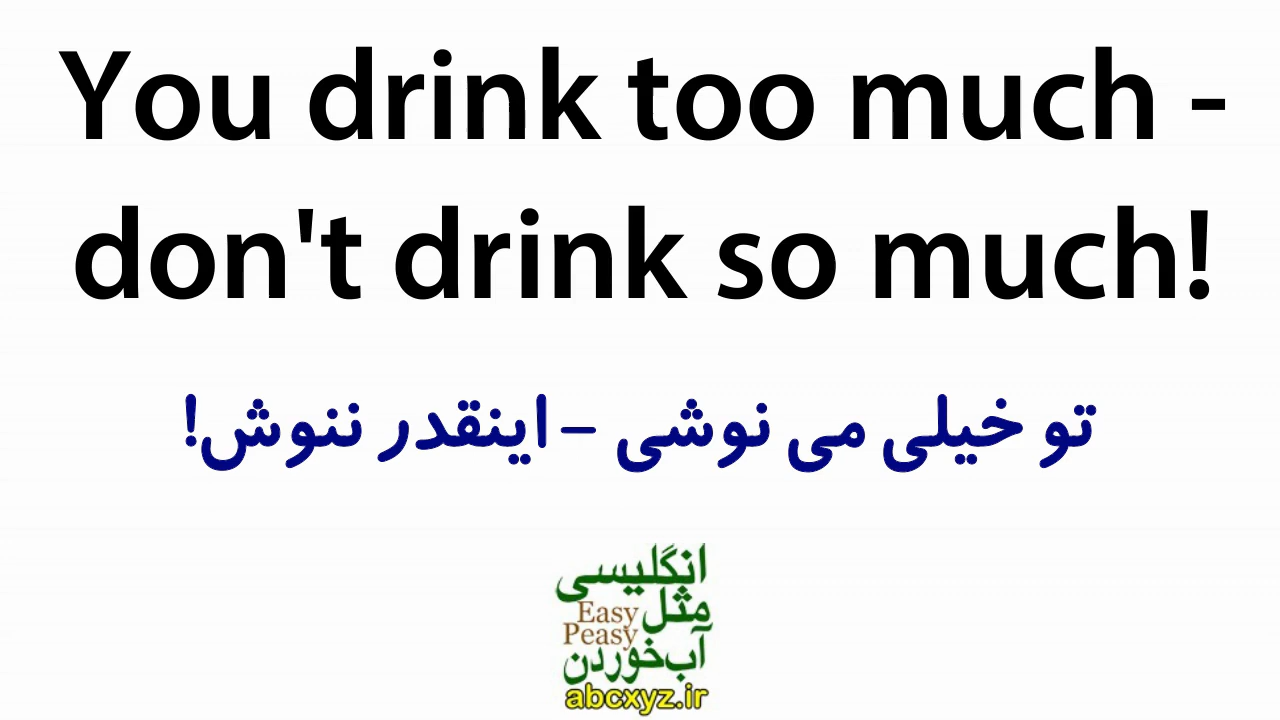 You drink too much -
don't drink so much!
تو خیلی می نوشی – اینقدر ننوش!
انگلیسی
مثل Easy
Peasy
آب‌خوردن
abcxyz.ir